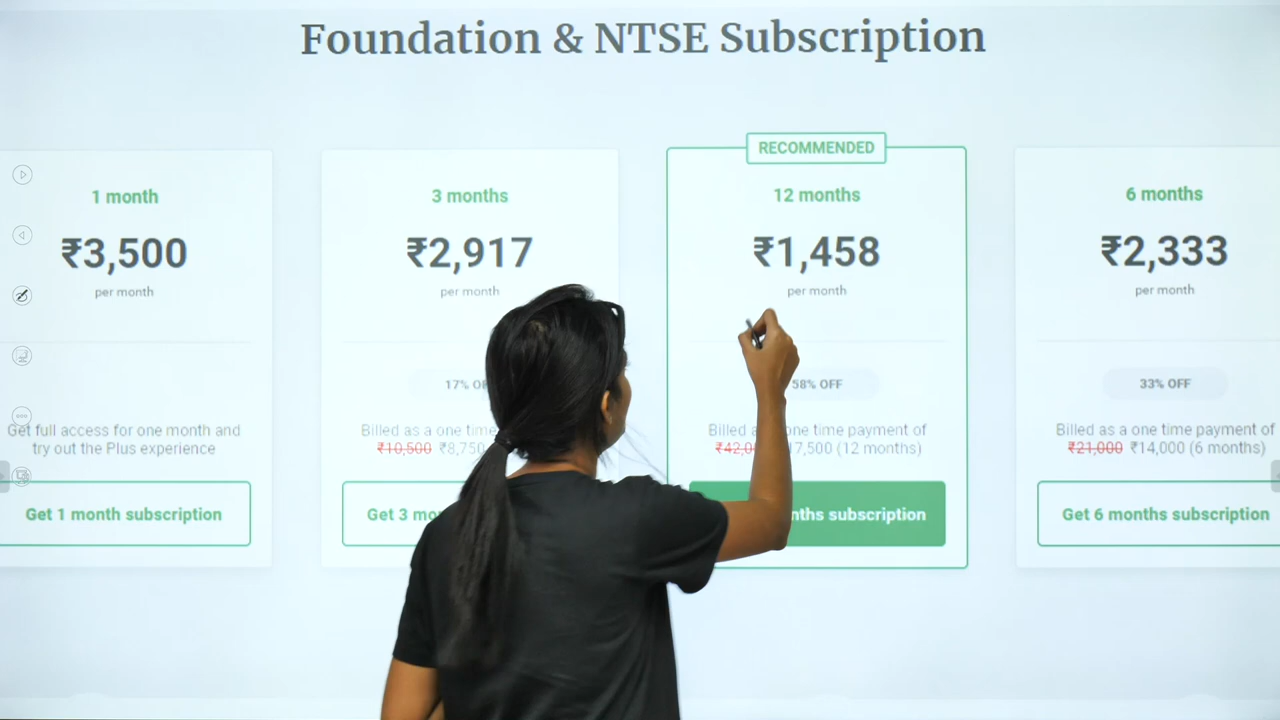 Foundation & NTSE Subscription
1 month
₹3,500
per month
Get full access for one month and
try out the Plus experience
Get 1 month subscription
3 months
₹2,917
per month
17%
Billed as a one time
₹10,500 ₹8,750
Get 3
RECOMMENDED
12 months
₹1,458
per month
58% OFF
Billed as a one time payment of
(12 months)
subscription
6 months
₹2,333
per month
33% OFF
Billed as a one time payment of
₹21,000 ₹14,000 (6 months)
Get 6 months subscription